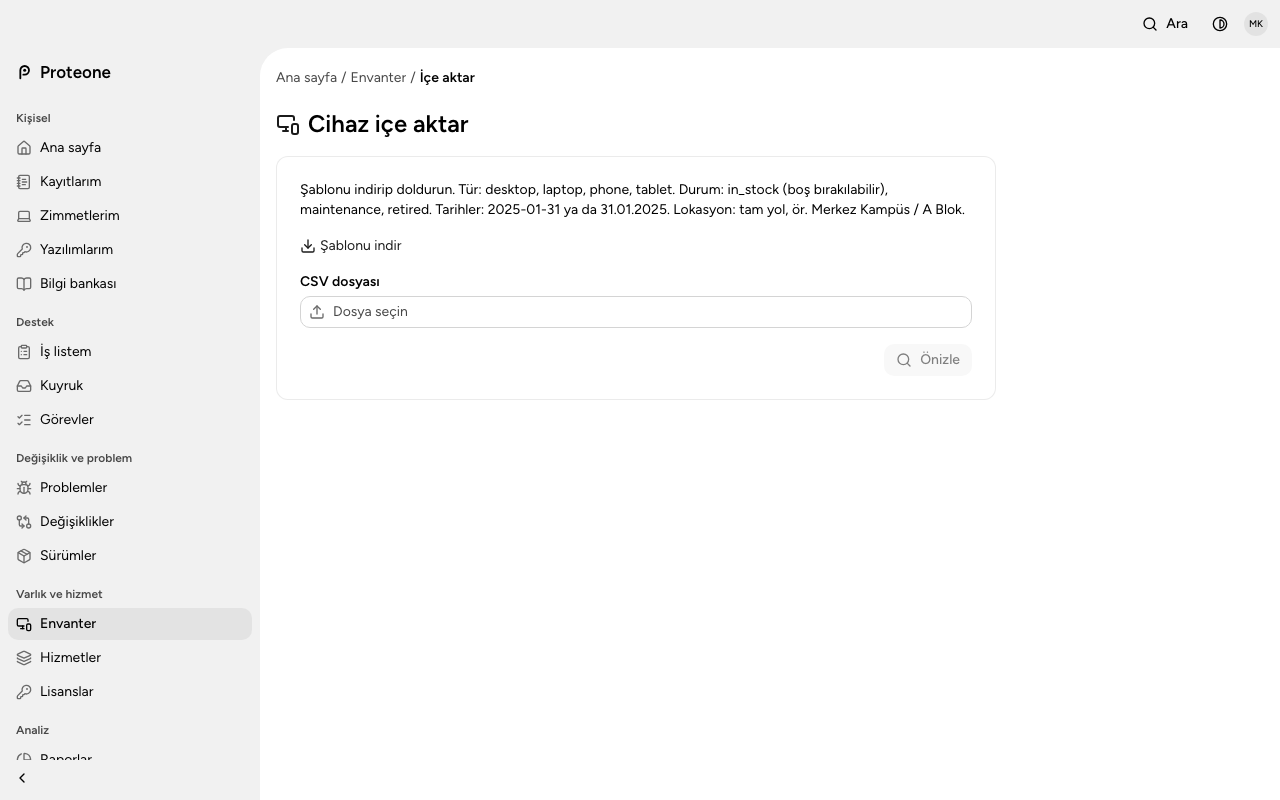 Ara
MK
Proteone
Kişisel
Ana sayfa
Kayıtlarım
Zimmetlerim
Yazılımlarım
Bilgi bankası
Destek
İş listem
Kuyruk
Görevler
Değişiklik ve problem
Problemler
Değişiklikler
Sürümler
Varlık ve hizmet
Envanter
Hizmetler
Lisanslar
Analiz
Raporlar
Ana sayfa / Envanter / İçe aktar
Cihaz içe aktar
Şablonu indirip doldurun. Tür: desktop, laptop, phone, tablet. Durum: in_stock (boş bırakılabilir),
maintenance, retired. Tarihler: 2025-01-31 ya da 31.01.2025. Lokasyon: tam yol, ör. Merkez Kampüs / A Blok.
Şablonu indir
CSV dosyası
Dosya seçin
Önizle